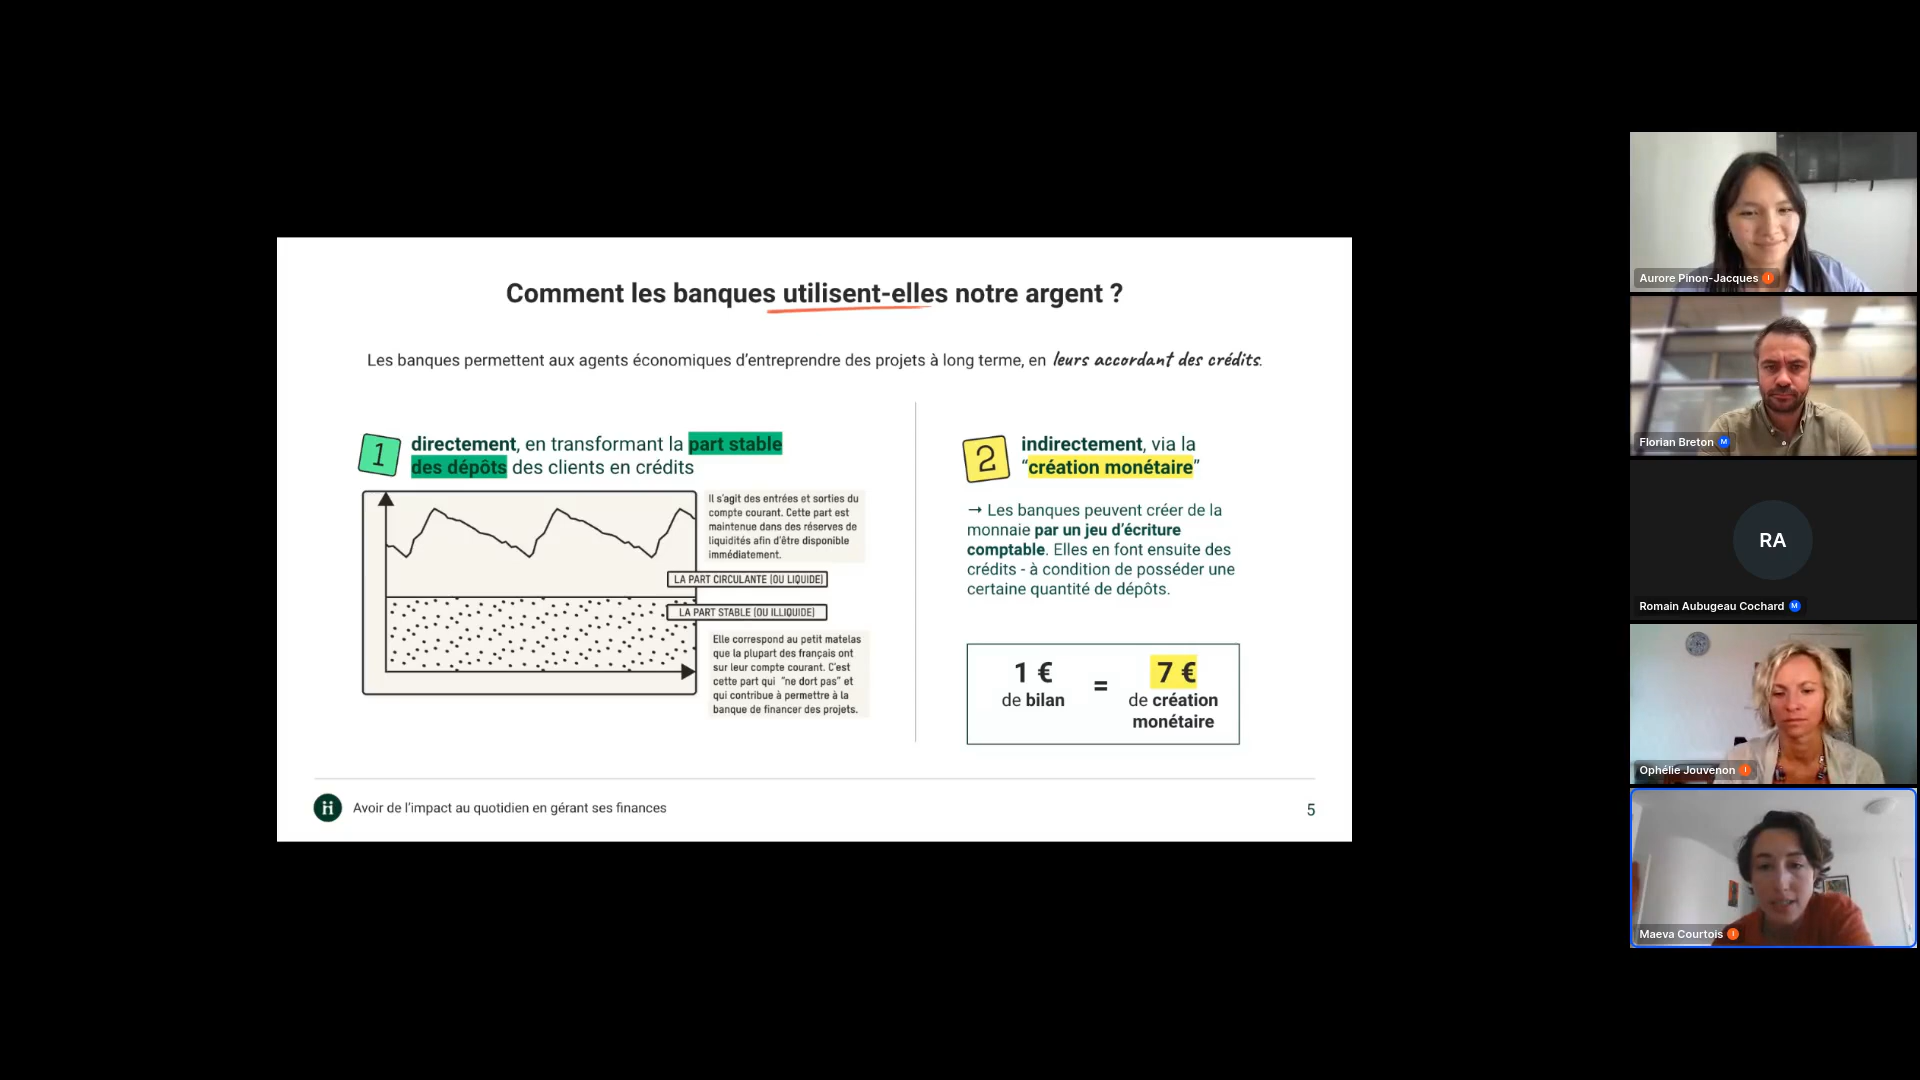 Comment les banques utilisent-elles notre argent ?
Les banques permettent aux agents économiques d’entreprendre des projets à long terme, en leurs accordant des crédits.
1
directement, en transformant la part stable
des dépôts des clients en crédits
Il s’agit des entrées et sorties du
compte courant. Cette part est
maintenue dans des réserves de
liquidités afin d’être disponible
immédiatement.
LA PART CIRCULANTE (OU LIQUIDE)
LA PART STABLE (OU ILLIQUIDE)
Elle correspond au petit matelas
que la plupart des français ont
sur leur compte courant. C’est
cette part qui "ne dort pas" et
qui contribue à permettre à la
banque de financer des projets.
2
indirectement, via la
“création monétaire”
→ Les banques peuvent créer de la
monnaie par un jeu d’écriture
comptable. Elles en font ensuite des
crédits - à condition de posséder une
certaine quantité de dépôts.
1 €
de bilan
=
7 €
de création
monétaire
Avoir de l’impact au quotidien en gérant ses finances
5
Aurore Pinon-Jacques
Florian Breton M
RA
Romain Aubugeau Cochard M
Ophélie Jouvenon
Maeva Courtois